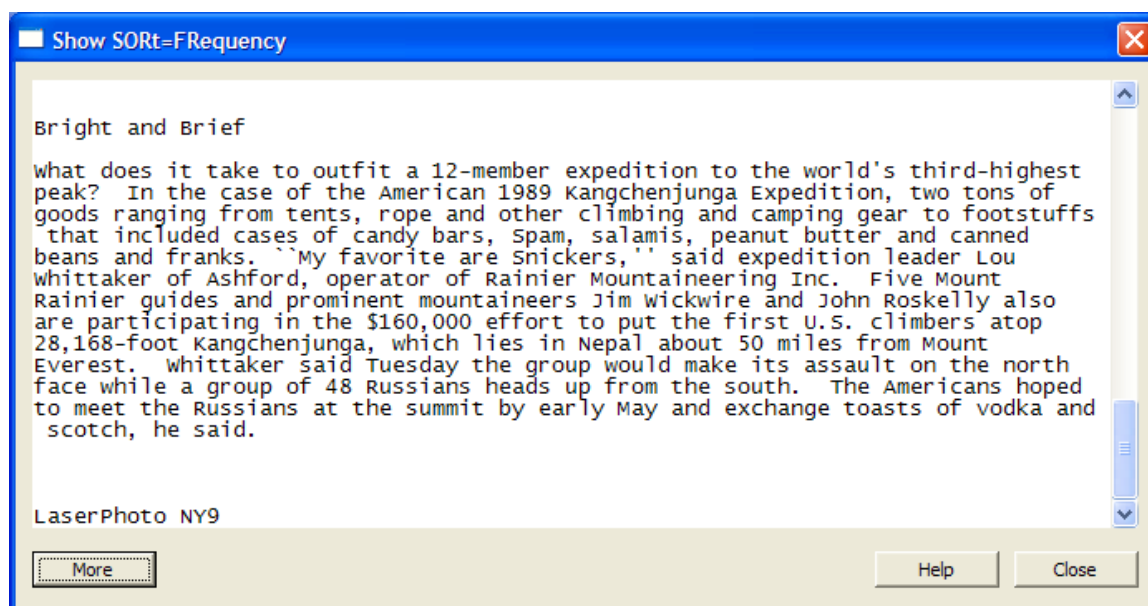 Show SORt=FRequency
Bright and Brief
What does it take to outfit a 12-member expedition to the world's third-highest
peak?  In the case of the American 1989 Kangchenjunga Expedition, two tons of
goods ranging from tents, rope and other climbing and camping gear to footstuffs
 that included cases of candy bars, Spam, salamis, peanut butter and canned
beans and franks. ``My favorite are Snickers,'' said expedition leader Lou
Whittaker of Ashford, operator of Rainier Mountaineering Inc.  Five Mount
Rainier guides and prominent mountaineers Jim Wickwire and John Roskelly also
are participating in the $160,000 effort to put the first U.S. climbers atop
28,168-foot Kangchenjunga, which lies in Nepal about 50 miles from Mount
Everest.  Whittaker said Tuesday the group would make its assault on the north
face while a group of 48 Russians heads up from the south.  The Americans hoped
to meet the Russians at the summit by early May and exchange toasts of vodka and
 scotch, he said.
LaserPhoto NY9
More Help Close